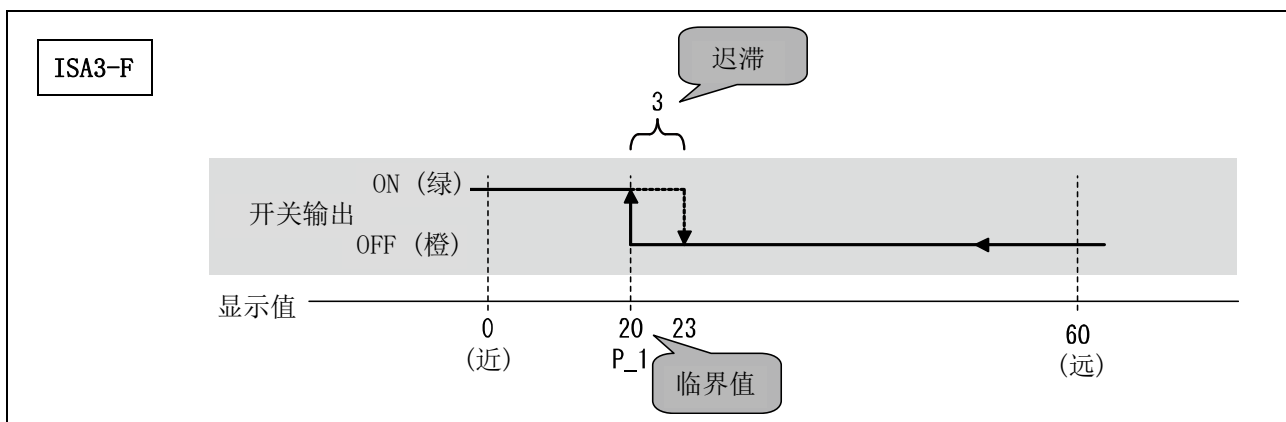 ISA3-F
迟滞
3
ON (绿)
开关输出
OFF (橙)
显示值
0
(近)
20
P_1
23
临界值
60
(远)